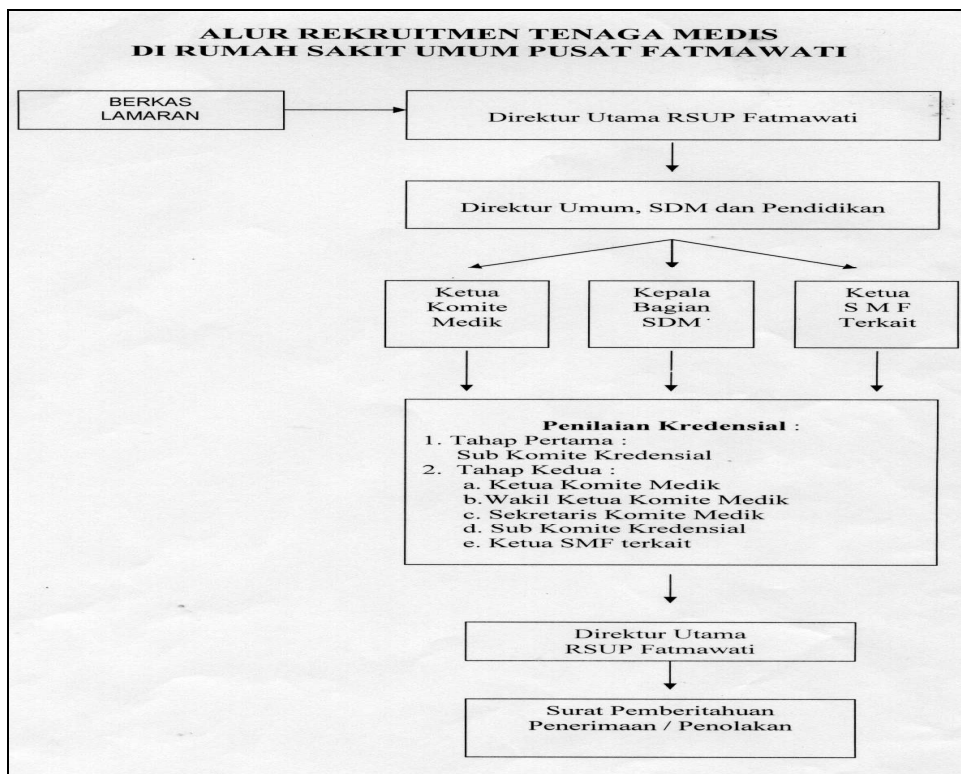 ALUR REKRUITMEN TENAGA MEDIS
DI RUMAH SAKIT UMUM PUSAT FATMAWATI
BERKAS
LAMARAN
Direktur Utama RSUP Fatmawati
Direktur Umum, SDM dan Pendidikan
Ketua
Komite
Medik
Kepala
Bagian
SDM
Ketua
S M F
Terkait
Penilaian Kredensial :
1. Tahap Pertama :
Sub Komite Kredensial
2. Tahap Kedua :
a. Ketua Komite Medik
b.Wakil Ketua Komite Medik
c. Sekretaris Komite Medik
d. Sub Komite Kredensial
e. Ketua SMF terkait
Direktur Utama
RSUP Fatmawati
Surat Pemberitahuan
Penerimaan / Penolakan